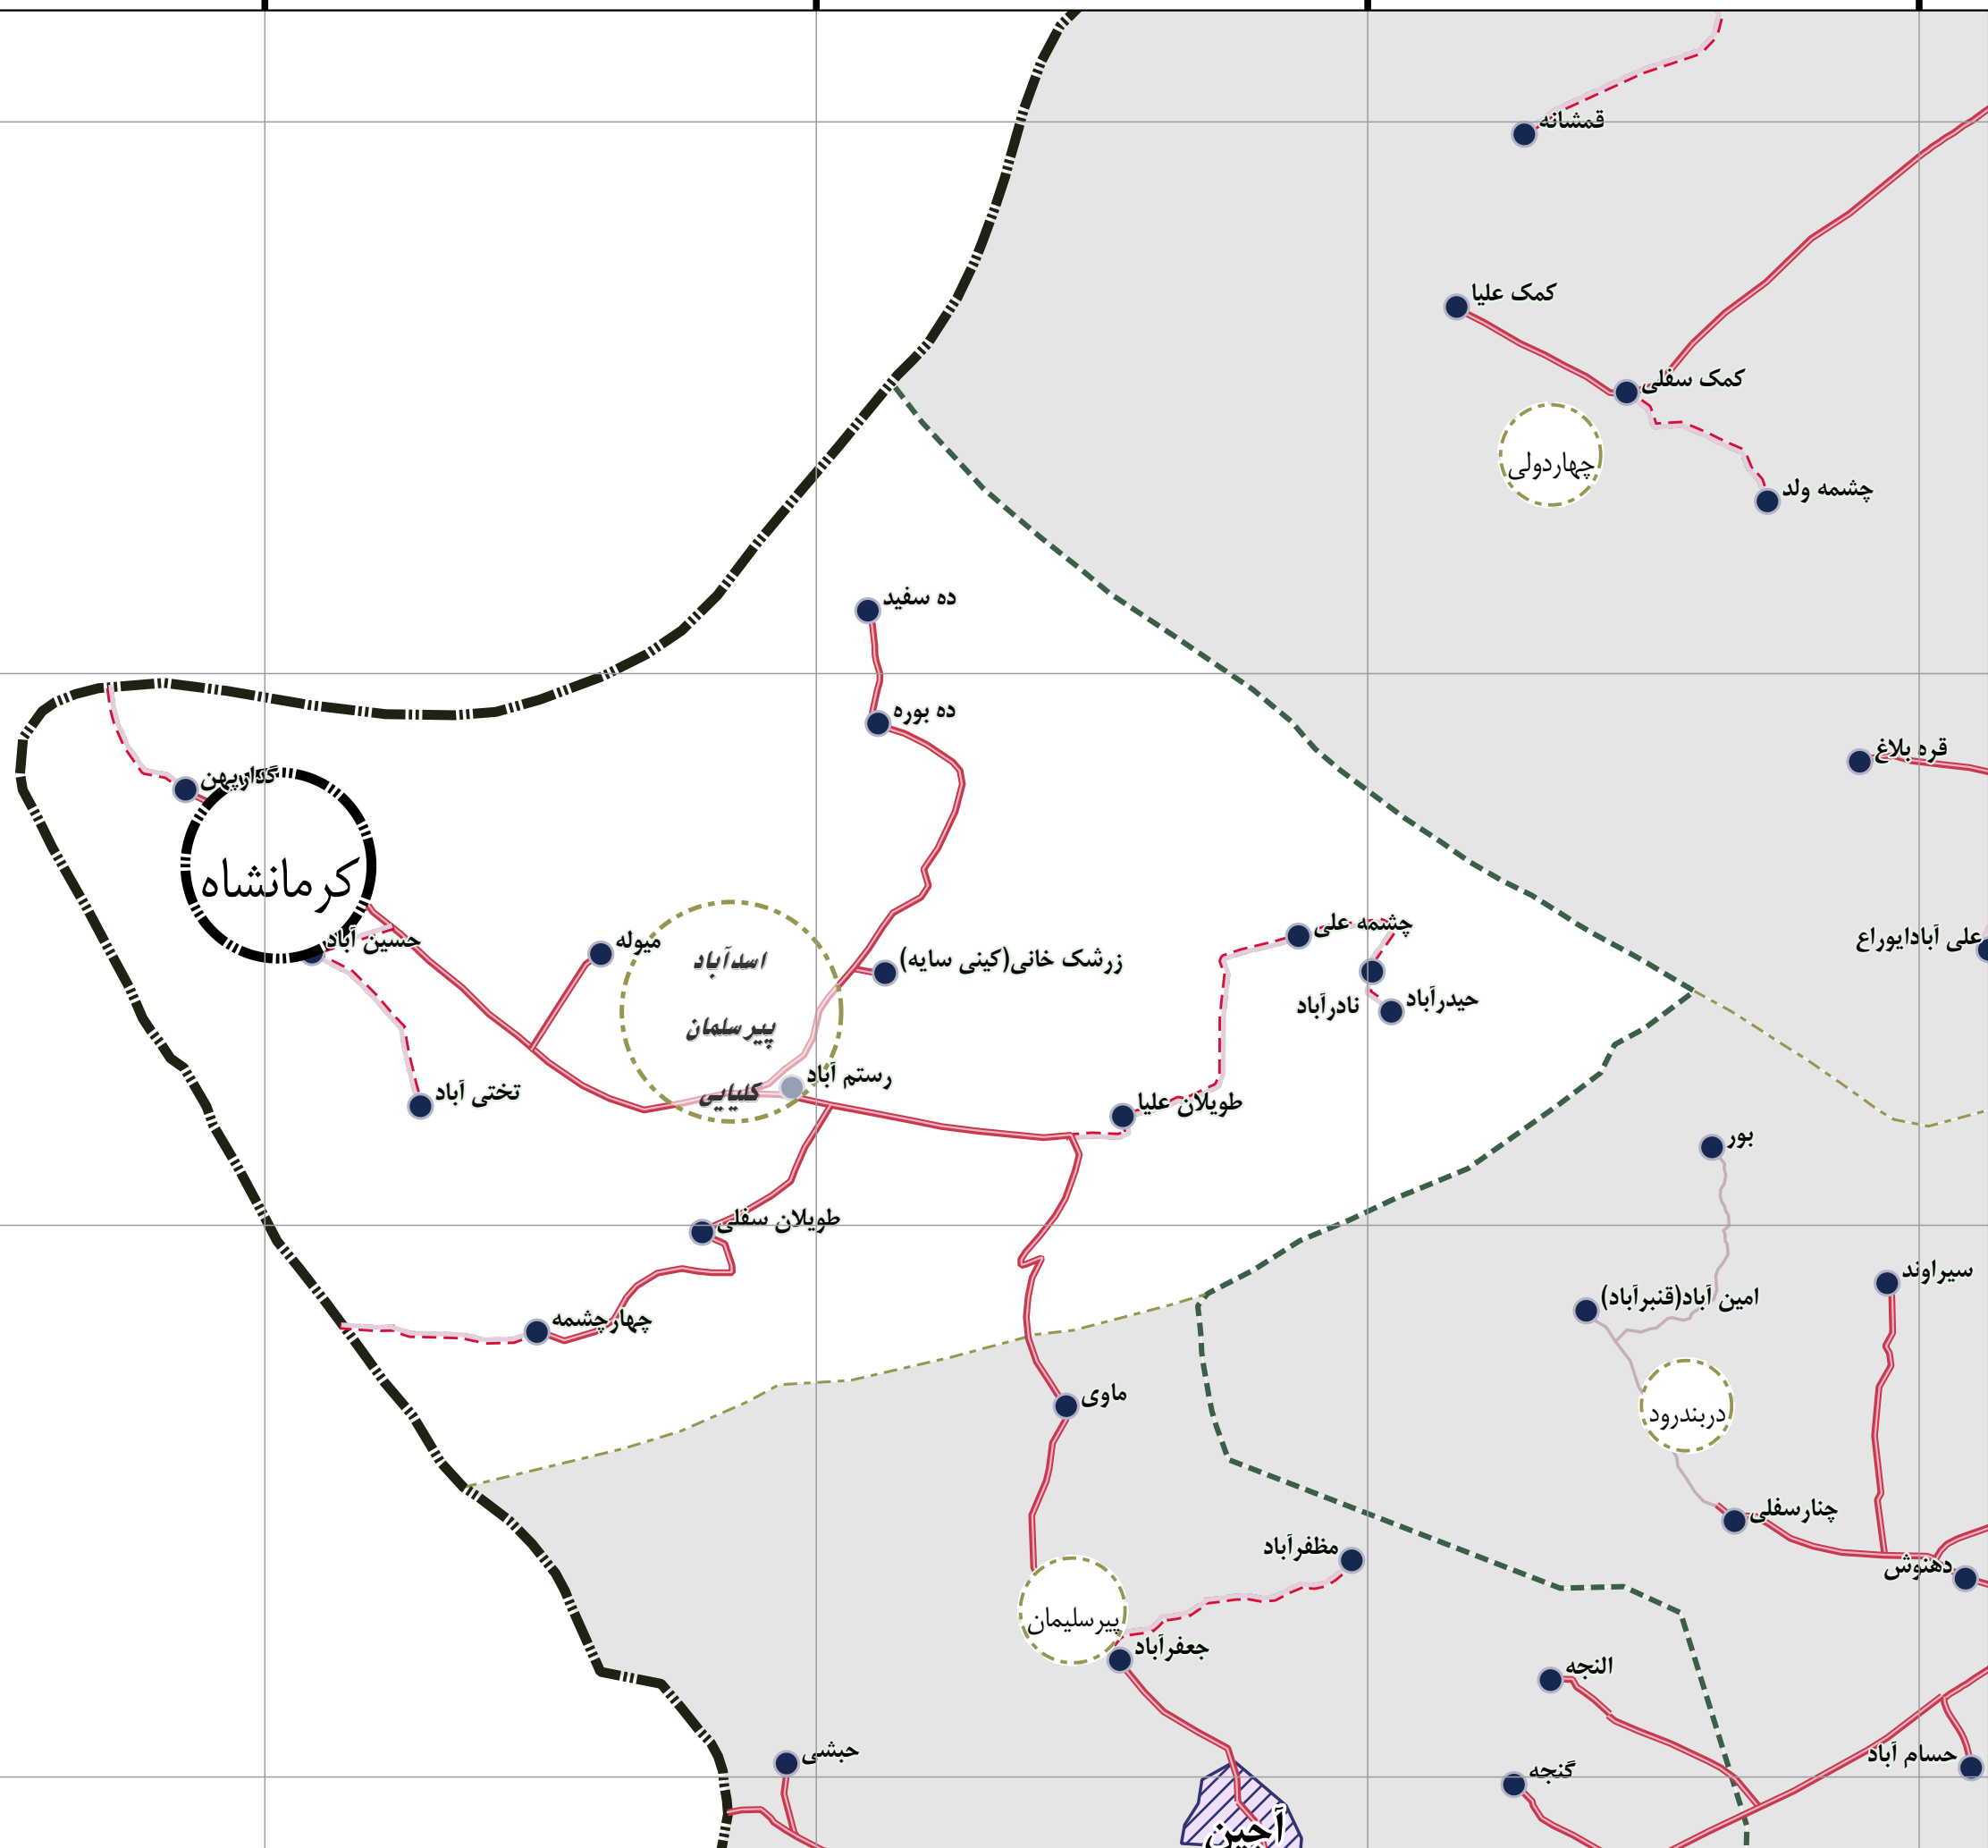 قمشانه
کمک علیا
کمک سفلی
چهاردولی
چشمه ولد
ده سفید
ده بوره
قره بلاغ
گدارپهن
کرمانشاه
حسین آباد
میوله
اسدآباد
پیرسلمان
کلیایی
زرشک خانی(کینی سایه)
چشمه علی
علی آبادایوراع
نادرآباد
حیدرآباد
رستم آباد
تختی آباد
طویلان علیا
بور
طویلان سفلی
سیراوند
امین آباد(قنبرآباد)
چهارچشمه
ماوی
دربندرود
چنارسفلی
مظفرآباد
دهنوش
پیرسلیمان
جعفرآباد
النجه
حبشی
حسام آباد
گنجه
آجین